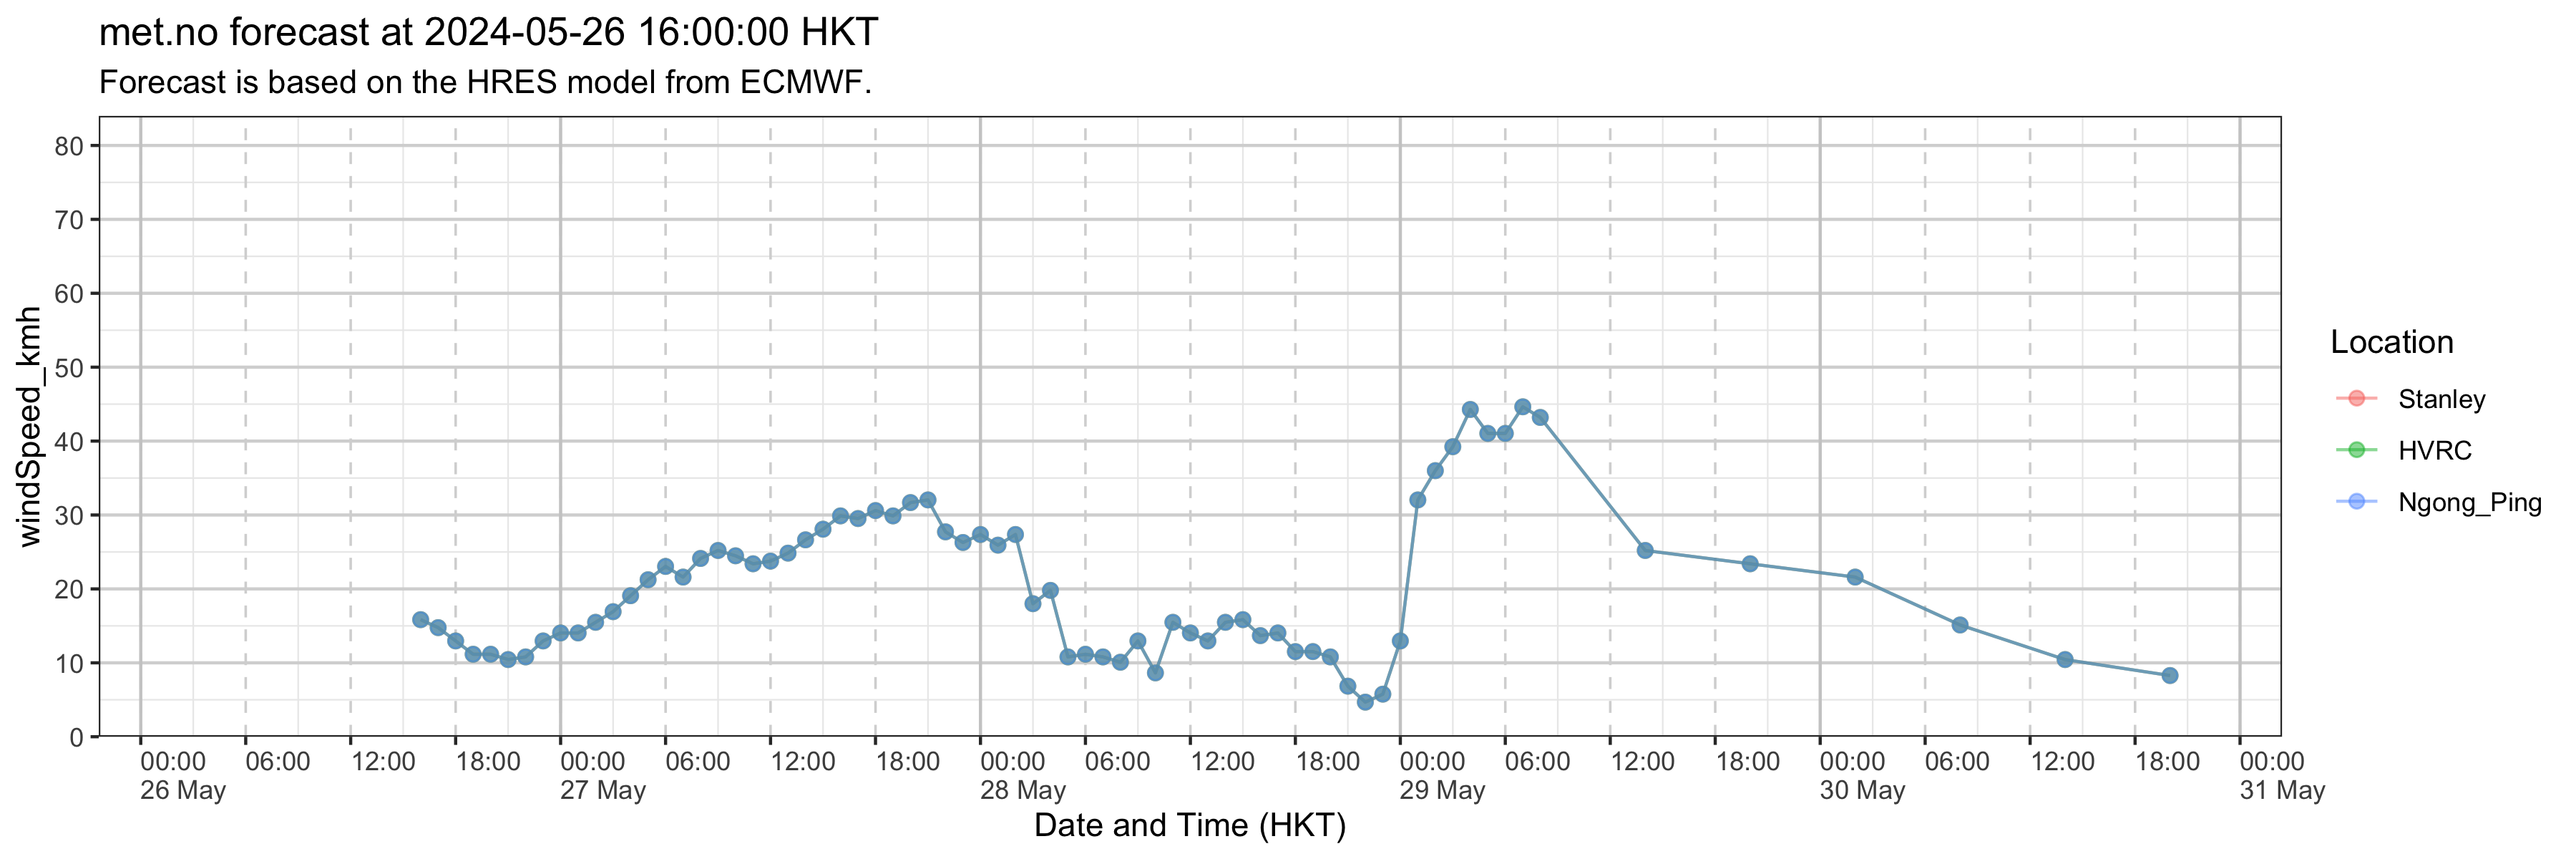 met.no forecast at 2024-05-26 16:00:00 HKT
Forecast is based on the HRES model from ECMWF.
windSpeed_kmh
80
70
60
50
40
30
20
10
0
00:00 06:00 12:00 18:00 00:00 06:00 12:00 18:00 00:00 06:00 12:00 18:00 00:00 06:00 12:00 18:00 00:00 06:00 12:00 18:00 00:00
26 May 27 May 28 May 29 May 30 May 31 May
Date and Time (HKT)
Location
Stanley
HVRC
Ngong_Ping